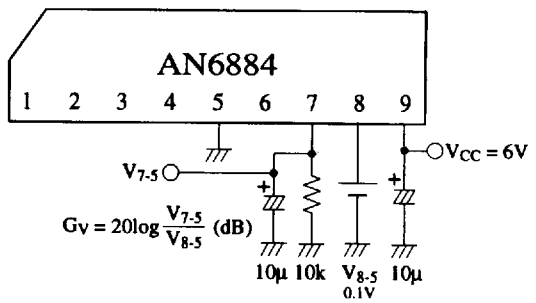 AN6884
1 2 3 4 5 6 7 8 9
V7-5
+
+
VCC = 6V
GV = 20log V7-5/V8-5 (dB)
10μ 10k V8-5 10μ
0.1V